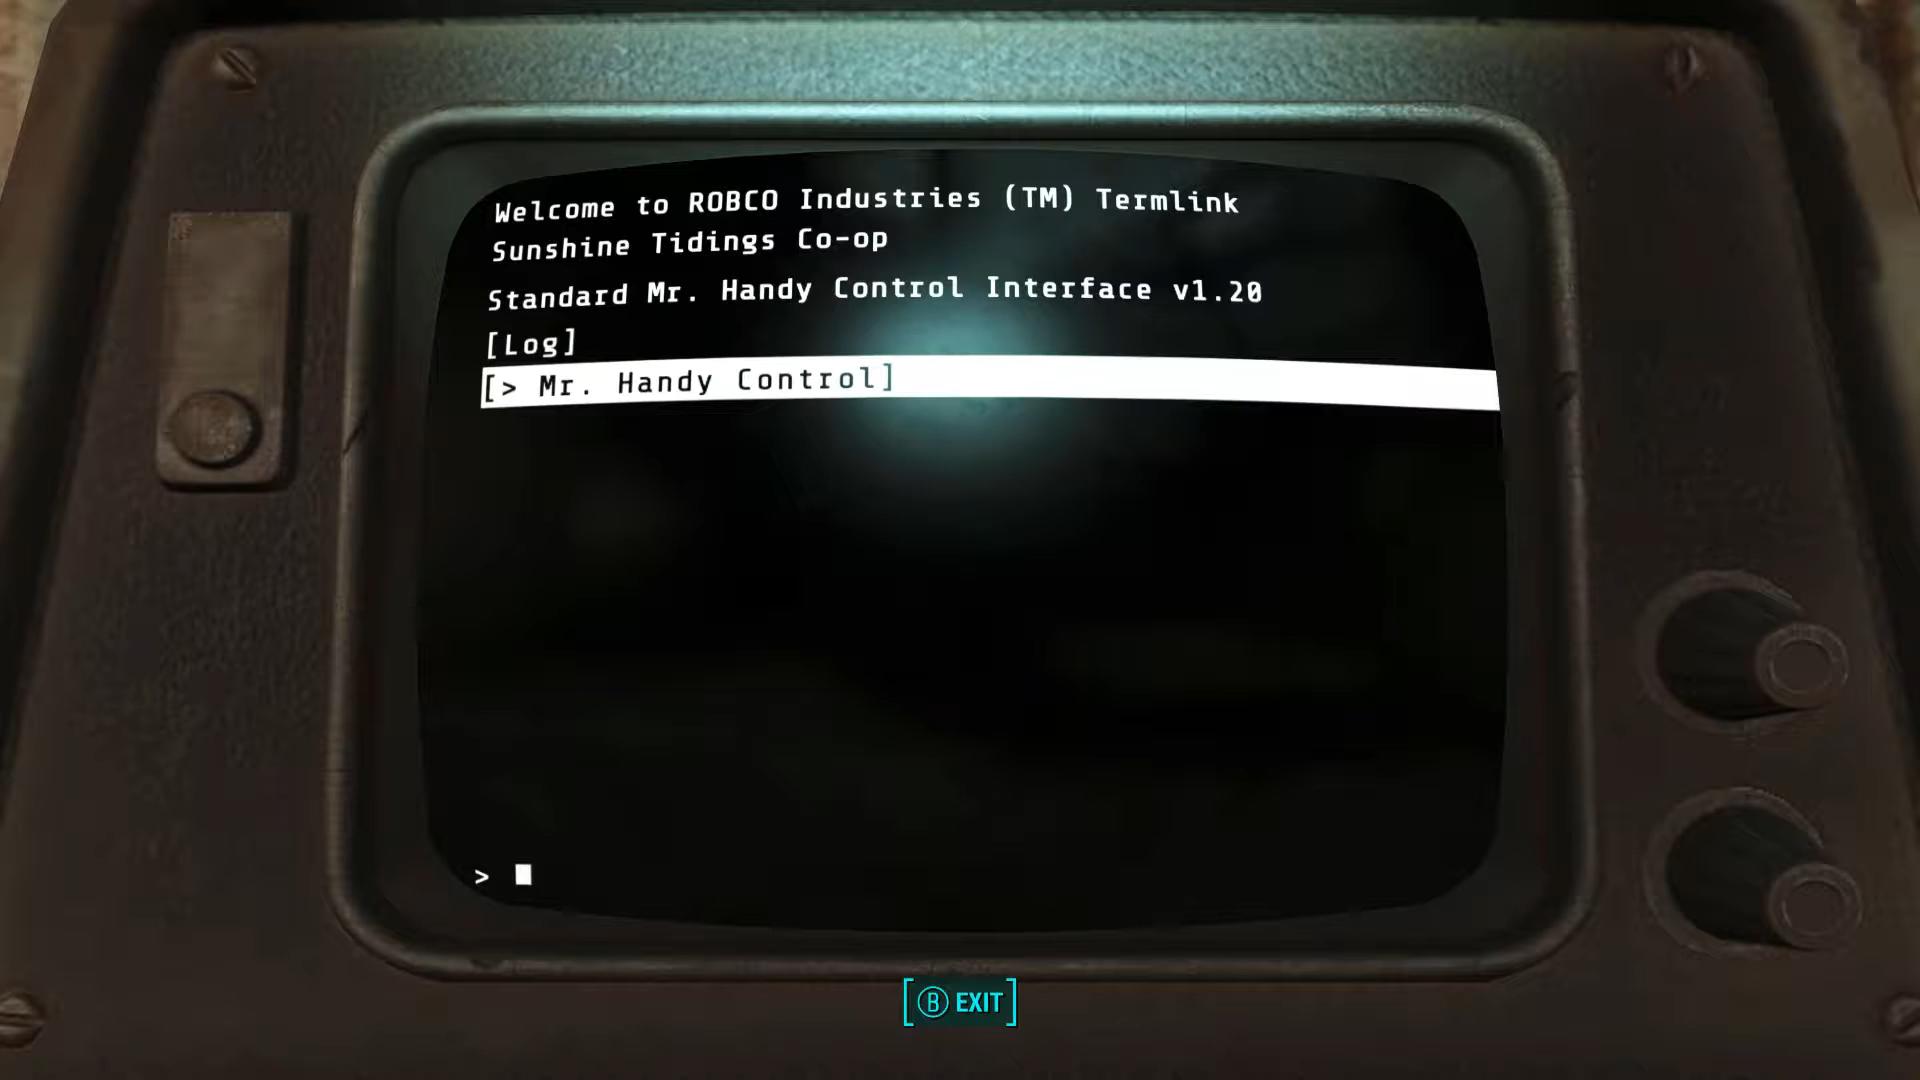 Welcome to ROBCO Industries (TM) Termlink
Sunshine Tidings Co-op
Standard Mr. Handy Control Interface v1.20
[Log]
[> Mr. Handy Control]
>
[Ⓑ EXIT]